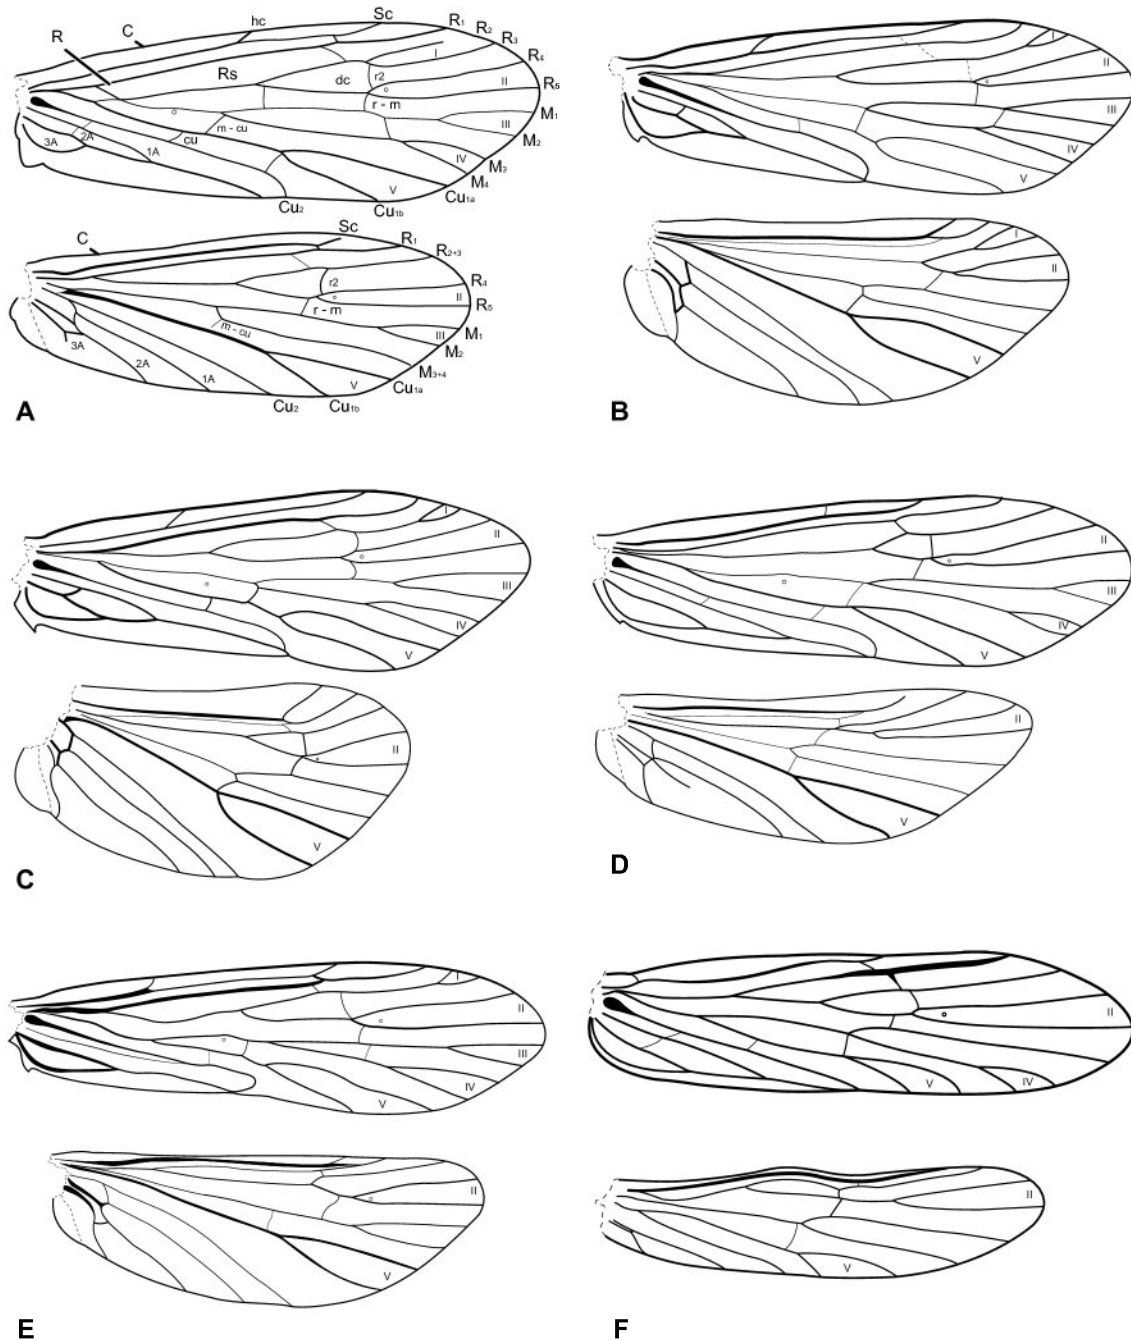 hc Sc R1 R2 R3 R4 R5 M1 M2 M3 M4 Cu1a Cu1b Cu2
R C Rs dc r2 r - m m - cu cu 1A 2A 3A
I II III IV V
C Sc R1 R2+3 R4 R5 M1 M2 M3+4 Cu1a Cu1b Cu2
r2 r - m m - cu 3A 2A 1A
II III V
A
I II III IV V
I II V
B
I II III IV V
II V
C
II III IV V
II V
D
I II III IV V
II V
E
II V IV
II V
F